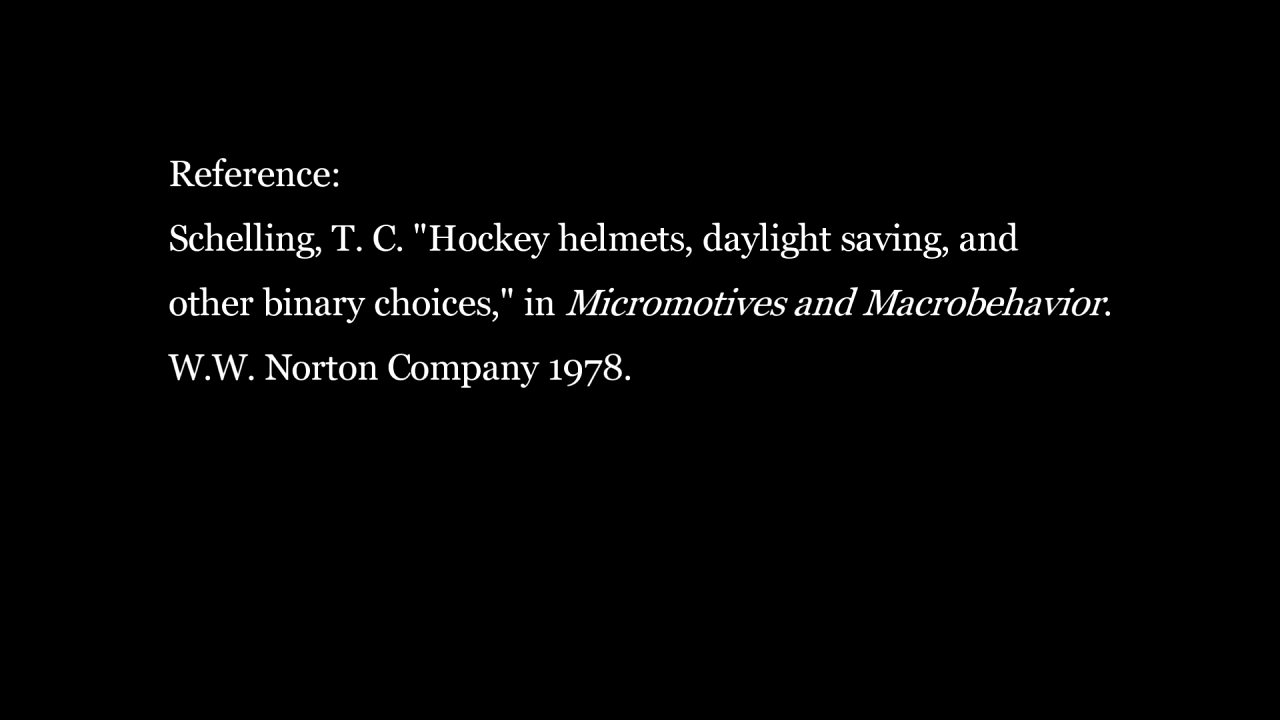 Reference:
Schelling, T. C. "Hockey helmets, daylight saving, and
other binary choices," in Micromotives and Macrobehavior.
W.W. Norton Company 1978.